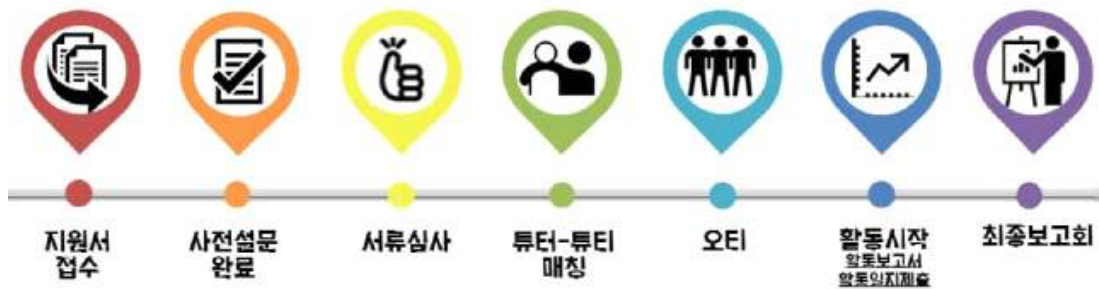 지원서
접수
사전설문
완료
서류심사
튜터-튜티
매칭
오티
활동시작
활동보고서
활동일지제출
최종보고회